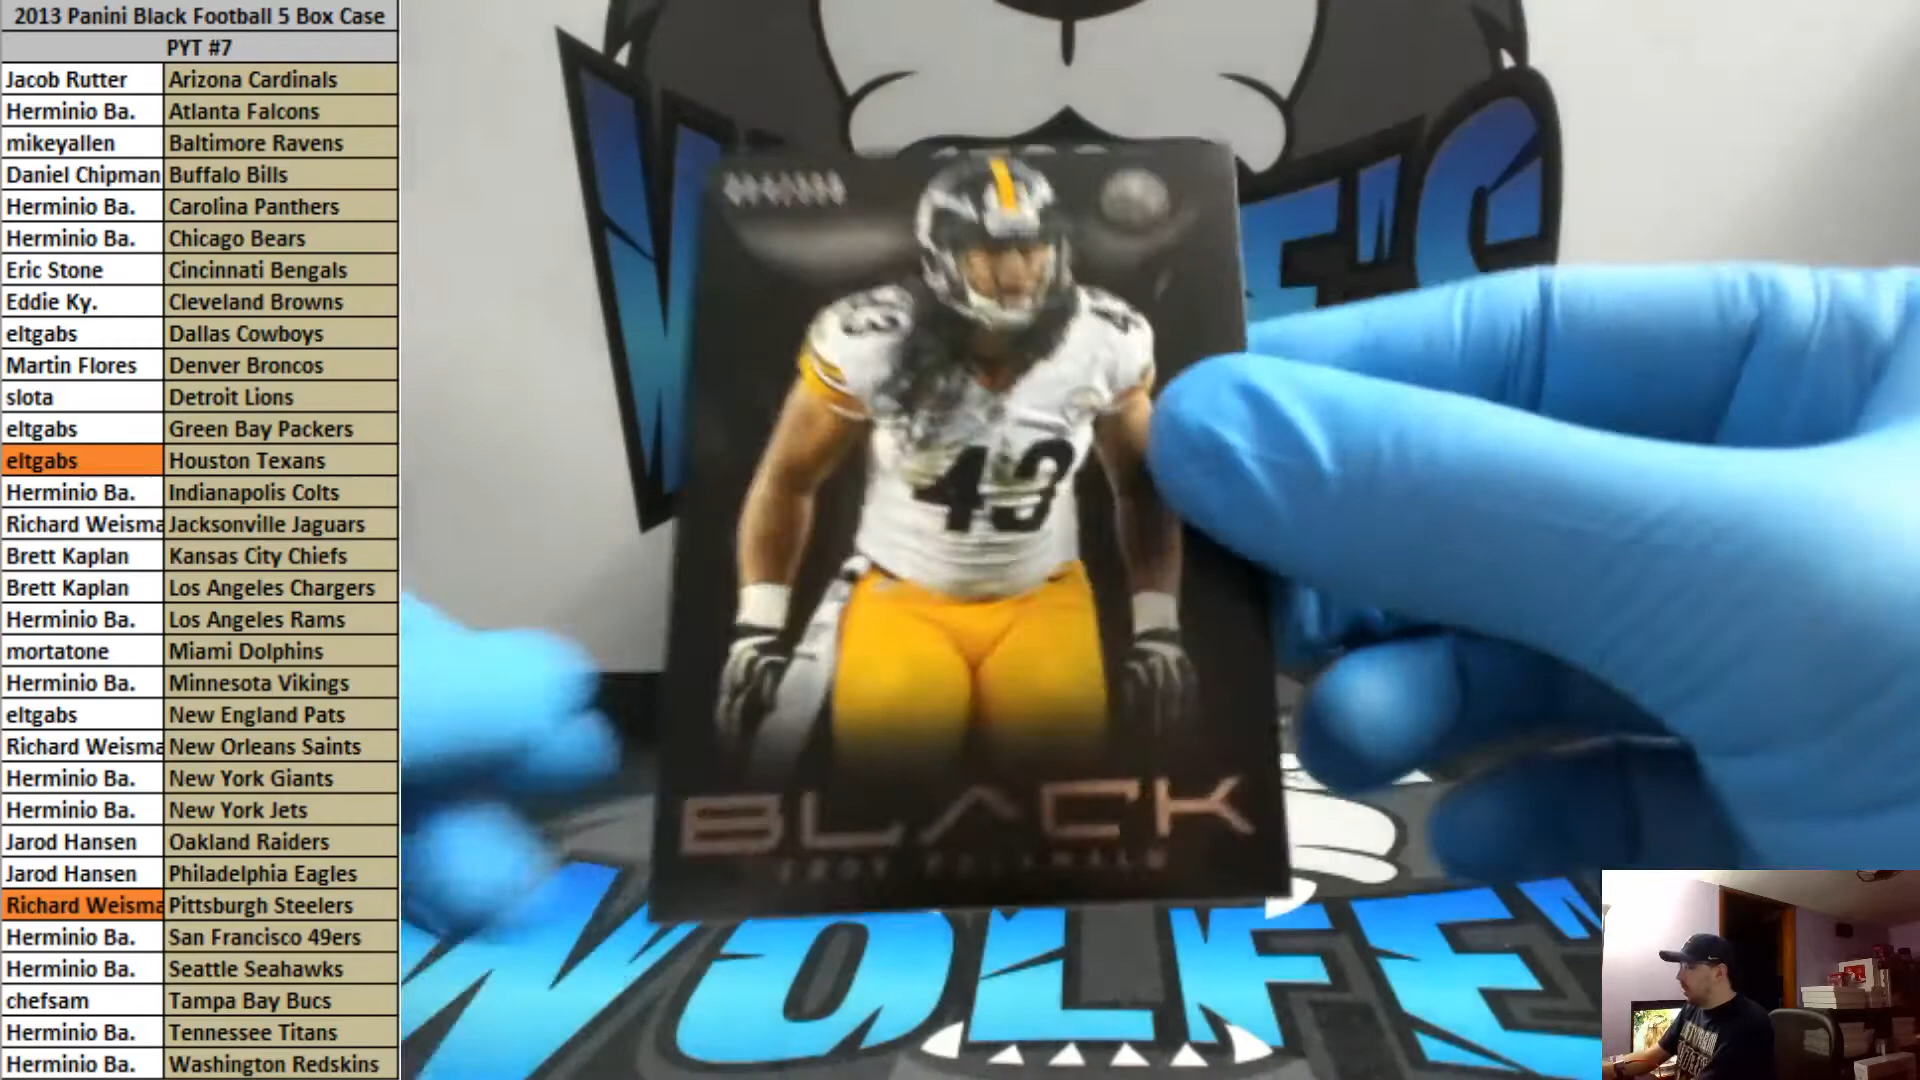 2013 Panini Black Football 5 Box Case
PYT #7
Jacob Rutter Arizona Cardinals
Herminio Ba. Atlanta Falcons
mikeyallen Baltimore Ravens
Daniel Chipman Buffalo Bills
Herminio Ba. Carolina Panthers
Herminio Ba. Chicago Bears
Eric Stone Cincinnati Bengals
Eddie Ky. Cleveland Browns
eltgabs Dallas Cowboys
Martin Flores Denver Broncos
slota Detroit Lions
eltgabs Green Bay Packers
eltgabs Houston Texans
Herminio Ba. Indianapolis Colts
Richard Weisma Jacksonville Jaguars
Brett Kaplan Kansas City Chiefs
Brett Kaplan Los Angeles Chargers
Herminio Ba. Los Angeles Rams
mortatone Miami Dolphins
Herminio Ba. Minnesota Vikings
eltgabs New England Pats
Richard Weisma New Orleans Saints
Herminio Ba. New York Giants
Herminio Ba. New York Jets
Jarod Hansen Oakland Raiders
Jarod Hansen Philadelphia Eagles
Richard Weisma Pittsburgh Steelers
Herminio Ba. San Francisco 49ers
Herminio Ba. Seattle Seahawks
chefsam Tampa Bay Bucs
Herminio Ba. Tennessee Titans
Herminio Ba. Washington Redskins
43
43
BLACK
TROY POLAMALU
WOLFE'